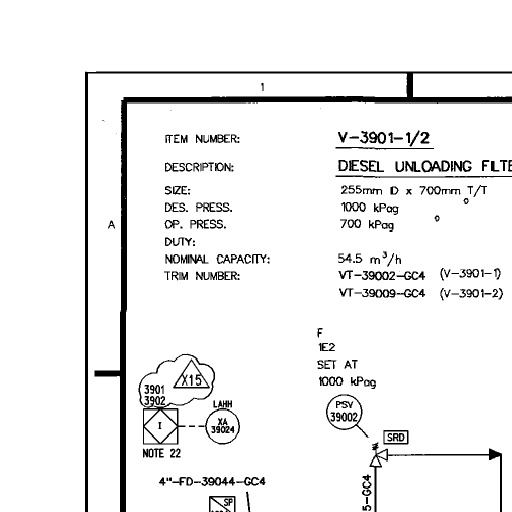 1
A
ITEM NUMBER: V-3901-1/2
DESCRIPTION: DIESEL UNLOADING FILTE
SIZE: 255mm ID x 700mm T/T
DES. PRESS. 1000 kPag
OP. PRESS. 700 kPag
DUTY:
NOMINAL CAPACITY: 54.5 m³/h
TRIM NUMBER: VT-39002-GC4 (V-3901-1)
VT-39009-GC4 (V-3901-2)
F
1E2
SET AT
1000 kPag
PSV
39002
SRD
X15
3901
3902
I
LAHH
XA
39024
NOTE 22
4"-FD-39044-GC4
SP
5-GC4